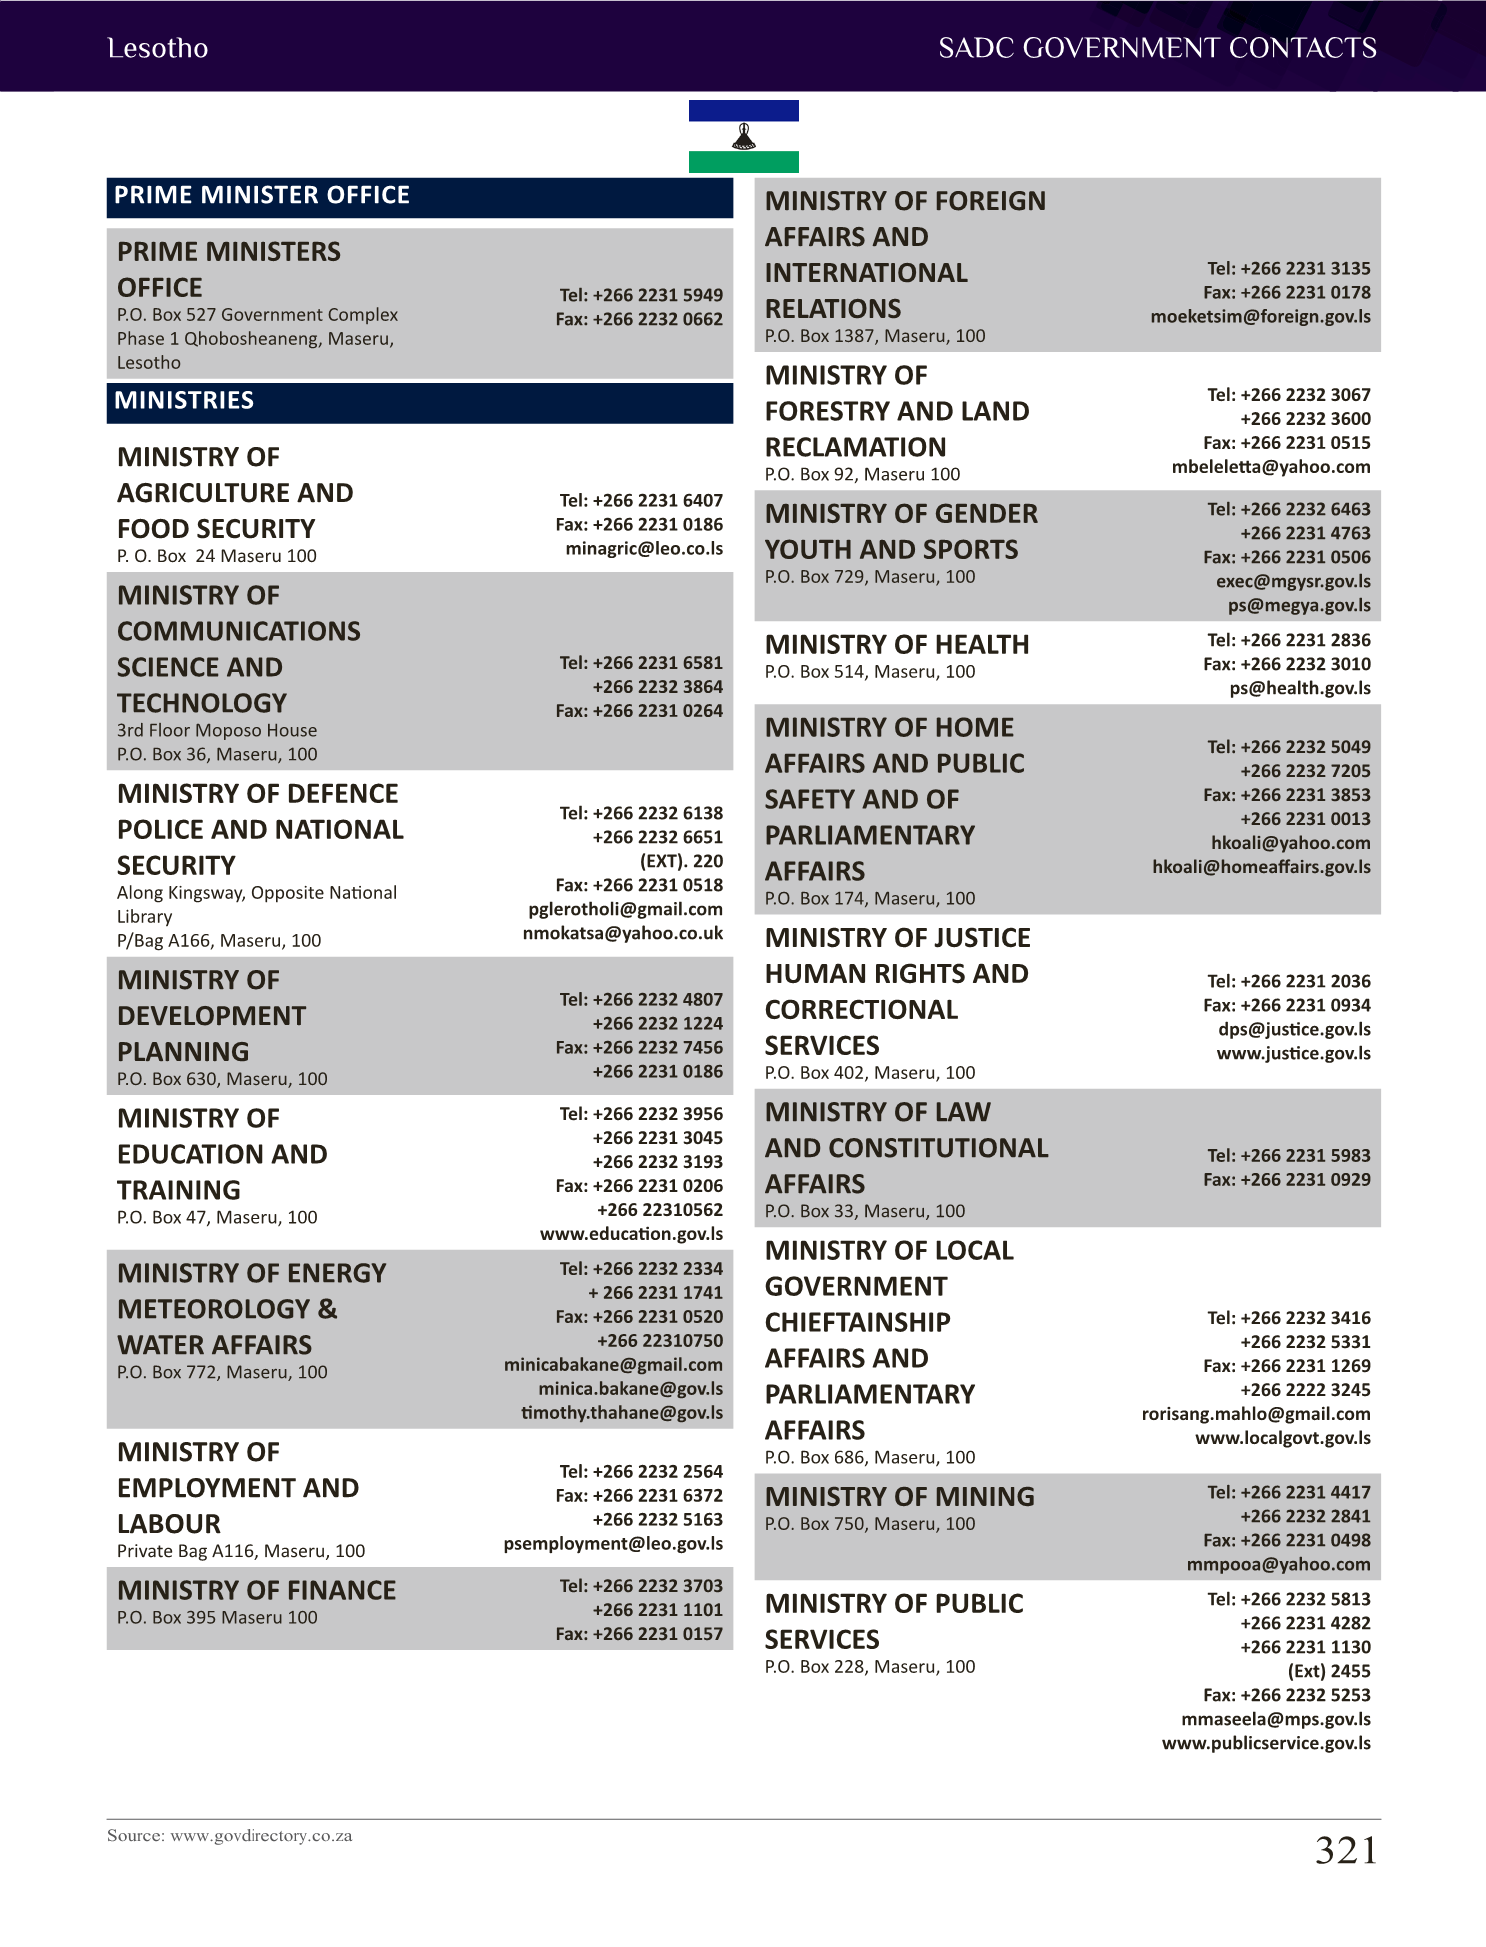 Lesotho
SADC GOVERNMENT CONTACTS
PRIME MINISTER OFFICE
PRIME MINISTERS
OFFICE
P.O. Box 527 Government Complex
Phase 1 Qhobosheaneng, Maseru,
Lesotho
Tel: +266 2231 5949
Fax: +266 2232 0662
MINISTRIES
MINISTRY OF
AGRICULTURE AND
FOOD SECURITY
P. O. Box 24 Maseru 100
Tel: +266 2231 6407
Fax: +266 2231 0186
minagric@leo.co.ls
MINISTRY OF
COMMUNICATIONS
SCIENCE AND
TECHNOLOGY
3rd Floor Moposo House
P.O. Box 36, Maseru, 100
Tel: +266 2231 6581
+266 2232 3864
Fax: +266 2231 0264
MINISTRY OF DEFENCE
POLICE AND NATIONAL
SECURITY
Along Kingsway, Opposite National
Library
P/Bag A166, Maseru, 100
Tel: +266 2232 6138
+266 2232 6651
(EXT). 220
Fax: +266 2231 0518
pglerotholi@gmail.com
nmokatsa@yahoo.co.uk
MINISTRY OF
DEVELOPMENT
PLANNING
P.O. Box 630, Maseru, 100
Tel: +266 2232 4807
+266 2232 1224
Fax: +266 2232 7456
+266 2231 0186
MINISTRY OF
EDUCATION AND
TRAINING
P.O. Box 47, Maseru, 100
Tel: +266 2232 3956
+266 2231 3045
+266 2232 3193
Fax: +266 2231 0206
+266 22310562
www.education.gov.ls
MINISTRY OF ENERGY
METEOROLOGY &
WATER AFFAIRS
P.O. Box 772, Maseru, 100
Tel: +266 2232 2334
+ 266 2231 1741
Fax: +266 2231 0520
+266 22310750
minicabakane@gmail.com
minica.bakane@gov.ls
timothy.thahane@gov.ls
MINISTRY OF
EMPLOYMENT AND
LABOUR
Private Bag A116, Maseru, 100
Tel: +266 2232 2564
Fax: +266 2231 6372
+266 2232 5163
psemployment@leo.gov.ls
MINISTRY OF FINANCE
P.O. Box 395 Maseru 100
Tel: +266 2232 3703
+266 2231 1101
Fax: +266 2231 0157
MINISTRY OF FOREIGN
AFFAIRS AND
INTERNATIONAL
RELATIONS
P.O. Box 1387, Maseru, 100
Tel: +266 2231 3135
Fax: +266 2231 0178
moeketsim@foreign.gov.ls
MINISTRY OF
FORESTRY AND LAND
RECLAMATION
P.O. Box 92, Maseru 100
Tel: +266 2232 3067
+266 2232 3600
Fax: +266 2231 0515
mbeleletta@yahoo.com
MINISTRY OF GENDER
YOUTH AND SPORTS
P.O. Box 729, Maseru, 100
Tel: +266 2232 6463
+266 2231 4763
Fax: +266 2231 0506
exec@mgysr.gov.ls
ps@megya.gov.ls
MINISTRY OF HEALTH
P.O. Box 514, Maseru, 100
Tel: +266 2231 2836
Fax: +266 2232 3010
ps@health.gov.ls
MINISTRY OF HOME
AFFAIRS AND PUBLIC
SAFETY AND OF
PARLIAMENTARY
AFFAIRS
P.O. Box 174, Maseru, 100
Tel: +266 2232 5049
+266 2232 7205
Fax: +266 2231 3853
+266 2231 0013
hkoali@yahoo.com
hkoali@homeaffairs.gov.ls
MINISTRY OF JUSTICE
HUMAN RIGHTS AND
CORRECTIONAL
SERVICES
P.O. Box 402, Maseru, 100
Tel: +266 2231 2036
Fax: +266 2231 0934
dps@justice.gov.ls
www.justice.gov.ls
MINISTRY OF LAW
AND CONSTITUTIONAL
AFFAIRS
P.O. Box 33, Maseru, 100
Tel: +266 2231 5983
Fax: +266 2231 0929
MINISTRY OF LOCAL
GOVERNMENT
CHIEFTAINSHIP
AFFAIRS AND
PARLIAMENTARY
AFFAIRS
P.O. Box 686, Maseru, 100
Tel: +266 2232 3416
+266 2232 5331
Fax: +266 2231 1269
+266 2222 3245
rorisang.mahlo@gmail.com
www.localgovt.gov.ls
MINISTRY OF MINING
P.O. Box 750, Maseru, 100
Tel: +266 2231 4417
+266 2232 2841
Fax: +266 2231 0498
mmpooa@yahoo.com
MINISTRY OF PUBLIC
SERVICES
P.O. Box 228, Maseru, 100
Tel: +266 2232 5813
+266 2231 4282
+266 2231 1130
(Ext) 2455
Fax: +266 2232 5253
mmaseela@mps.gov.ls
www.publicservice.gov.ls
Source: www.govdirectory.co.za
321